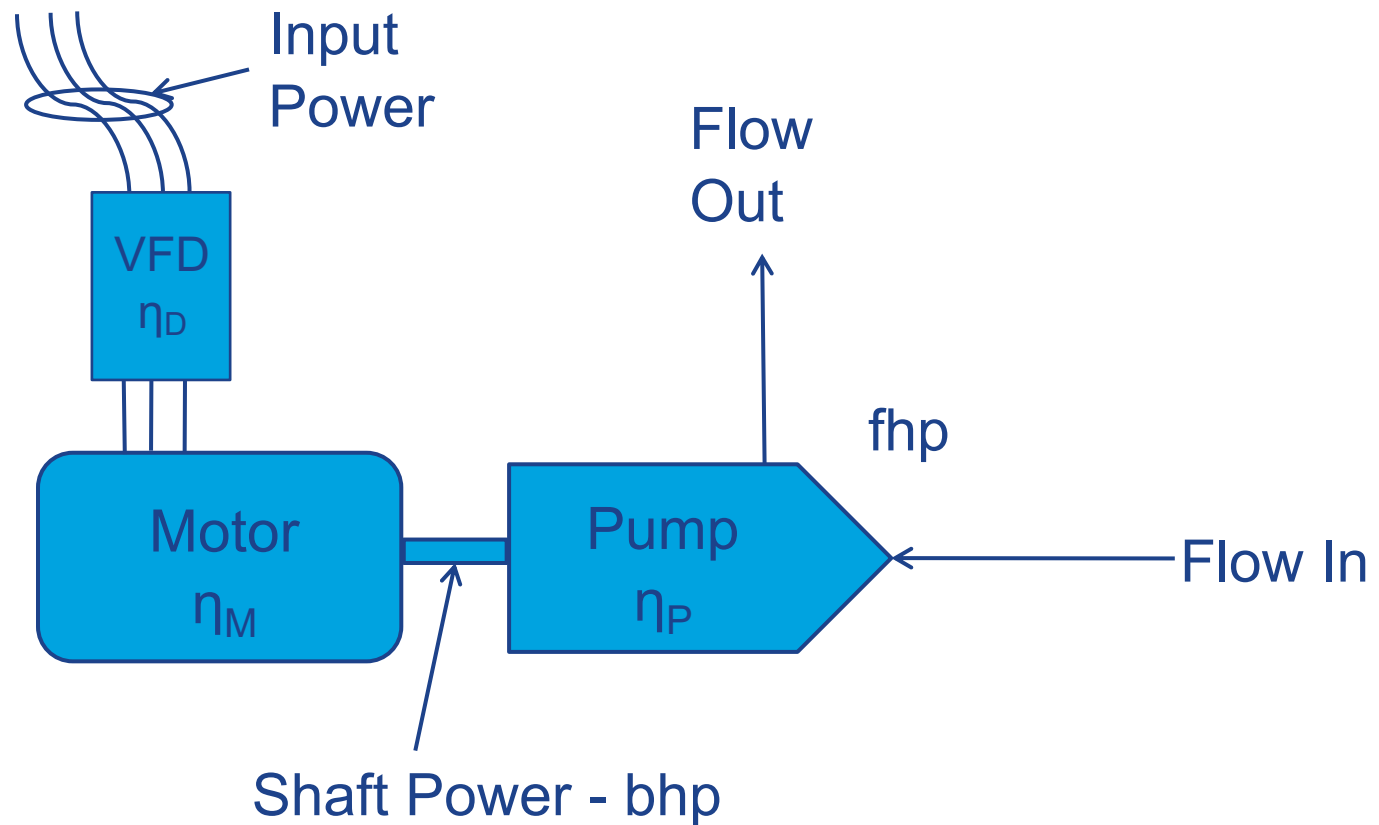 Input
Power
Flow
Out
VFD
ηD
fhp
Motor
ηM
Pump
ηP
Flow In
Shaft Power - bhp